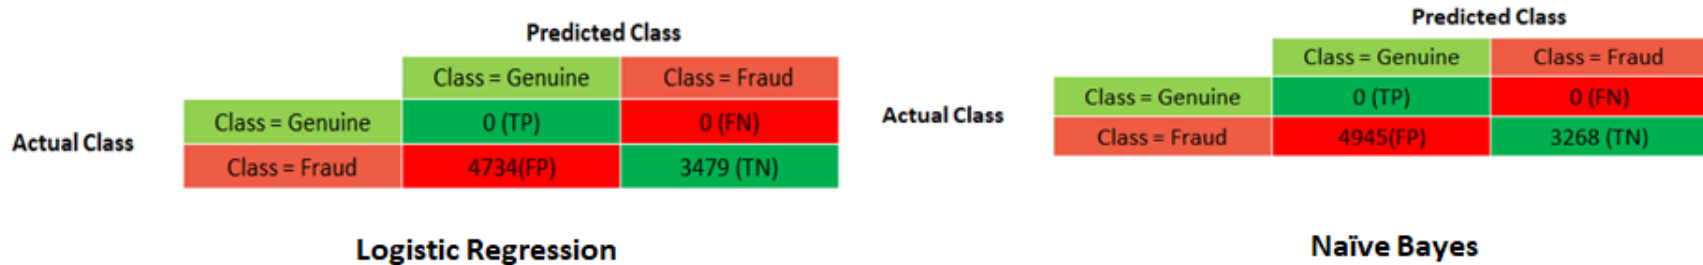 Predicted Class
Class = Genuine Class = Fraud
Class = Genuine 0 (TP) 0 (FN)
Actual Class
Class = Fraud 4734(FP) 3479 (TN)
Logistic Regression
Predicted Class
Class = Genuine Class = Fraud
Class = Genuine 0 (TP) 0 (FN)
Actual Class
Class = Fraud 4945(FP) 3268 (TN)
Naïve Bayes